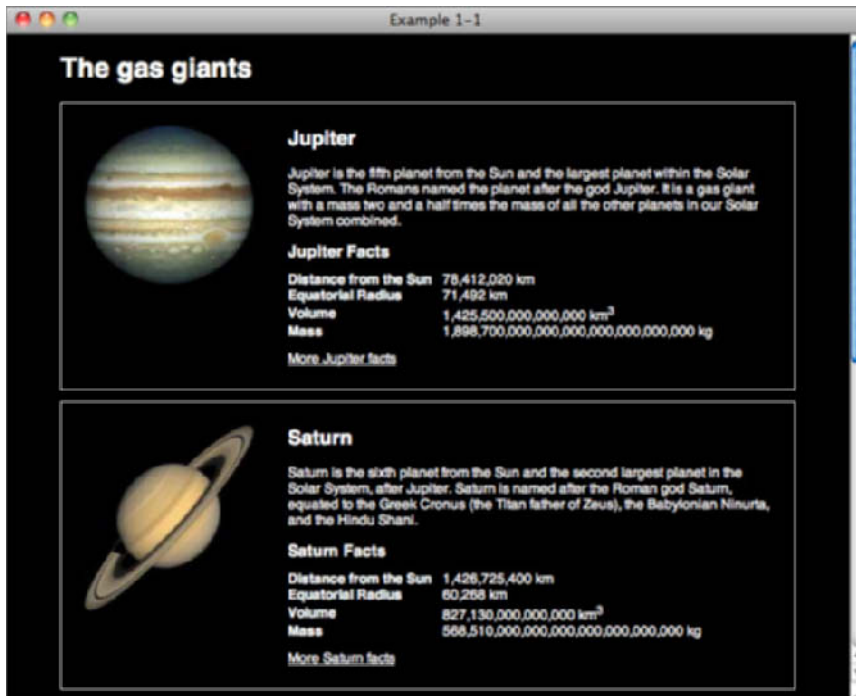 Example 1-1
The gas giants
Jupiter
Jupiter is the fifth planet from the Sun and the largest planet within the Solar
System. The Romans named the planet after the god Jupiter. It is a gas giant
with a mass two and a half times the mass of all the other planets in our Solar
System combined.
Jupiter Facts
Distance from the Sun 78,412,020 km
Equatorial Radius 71,492 km
Volume 1,425,500,000,000,000 km³
Mass 1,898,700,000,000,000,000,000,000,000 kg
More Jupiter facts
Saturn
Saturn is the sixth planet from the Sun and the second largest planet in the
Solar System, after Jupiter. Saturn is named after the Roman god Saturn,
equated to the Greek Cronus (the Titan father of Zeus), the Babylonian Ninurta,
and the Hindu Shani.
Saturn Facts
Distance from the Sun 1,426,725,400 km
Equatorial Radius 60,268 km
Volume 827,130,000,000,000 km³
Mass 568,510,000,000,000,000,000,000,000 kg
More Saturn facts